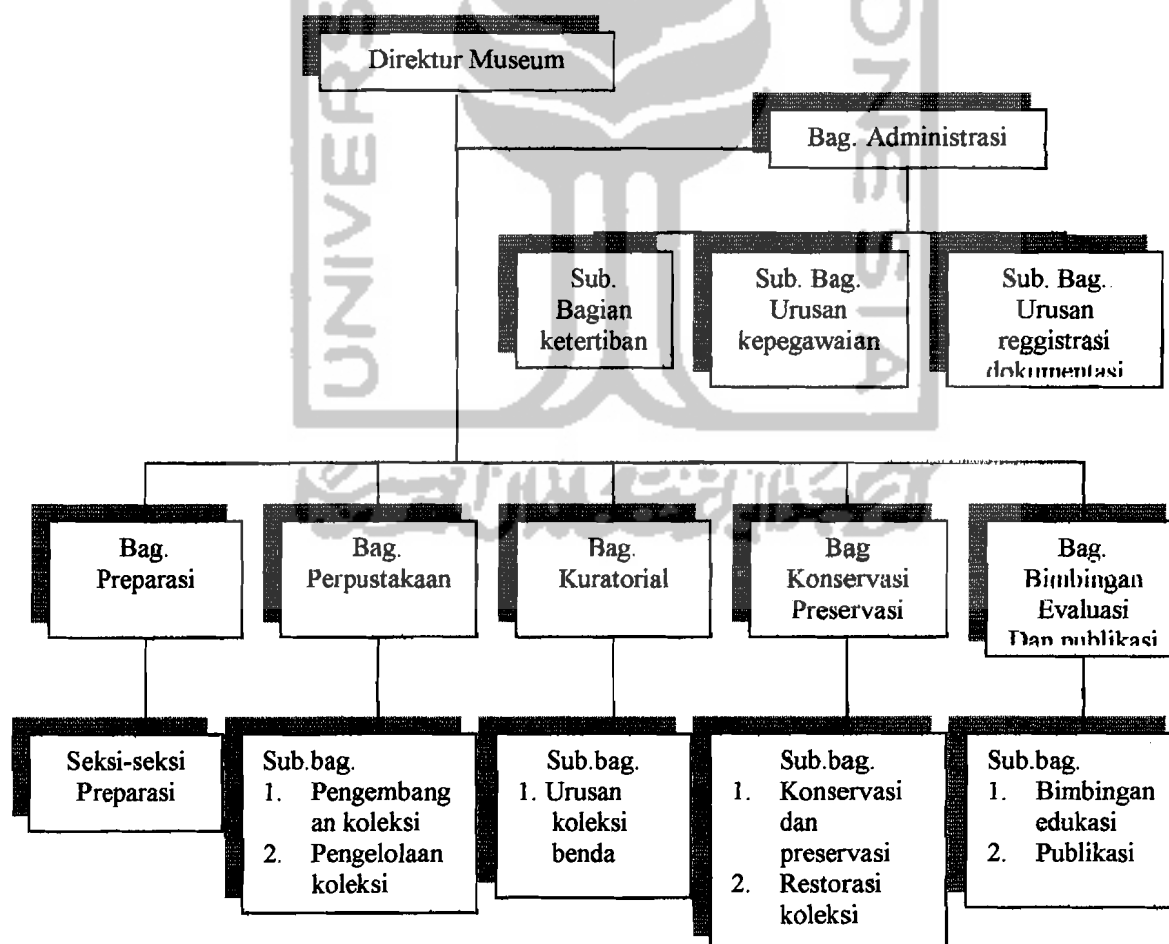 Direktur Museum
Bag. Administrasi
Sub.
Bagian
ketertiban
Sub. Bag.
Urusan
kepegawaian
Sub. Bag..
Urusan
reggistrasi
dokumentasi
UNIVERS
ONESIA
Bag.
Preparasi
Bag.
Perpustakaan
Bag.
Kuratorial
Bag
Konservasi
Preservasi
Bag.
Bimbingan
Evaluasi
Dan publikasi
Seksi-seksi
Preparasi
Sub.bag.
1. Pengembang
an koleksi
2. Pengelolaan
koleksi
Sub.bag.
1. Urusan
koleksi
benda
Sub.bag.
1. Konservasi
dan
preservasi
2. Restorasi
koleksi
Sub.bag.
1. Bimbingan
edukasi
2. Publikasi